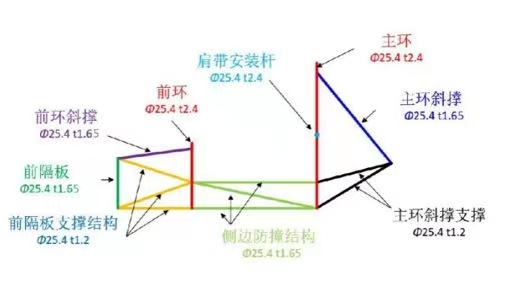 主环
Φ25.4 t2.4
肩带安装杆
Φ25.4 t2.4
前环
Φ25.4 t2.4
主环斜撑
Φ25.4 t1.65
前环斜撑
Φ25.4 t1.65
前隔板
Φ25.4 t1.65
前隔板支撑结构
Φ25.4 t1.2
侧边防撞结构
Φ25.4 t1.65
主环斜撑支撑
Φ25.4 t1.2